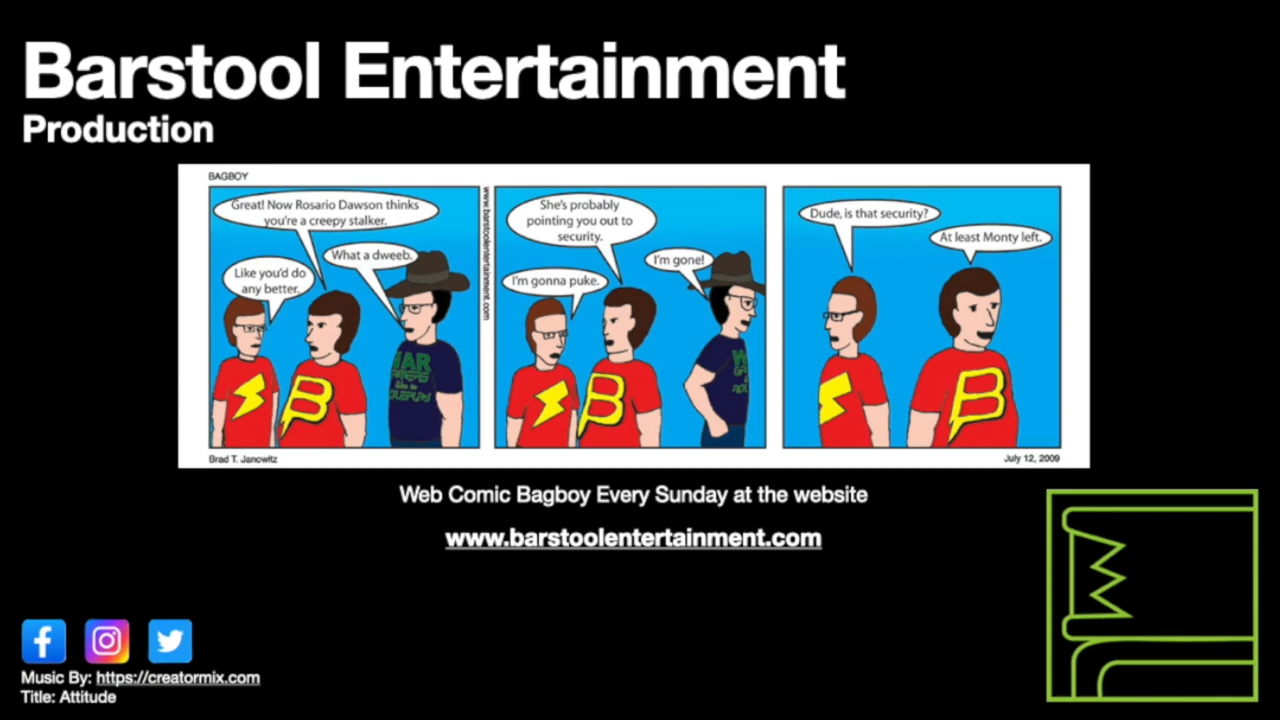 Barstool Entertainment
Production
BAGBOY
Great! Now Rosario Dawson thinks
you're a creepy stalker.
What a dweeb.
Like you'd do
any better.
www.barstoolentertainment.com
She's probably
pointing you out to
security.
I'm gonna puke.
I'm gone!
Dude, is that security?
At least Monty left.
B
B
B
Brad T. Janowitz
July 12, 2009
Web Comic Bagboy Every Sunday at the website
www.barstoolentertainment.com
Music By: https://creatormix.com
Title: Attitude